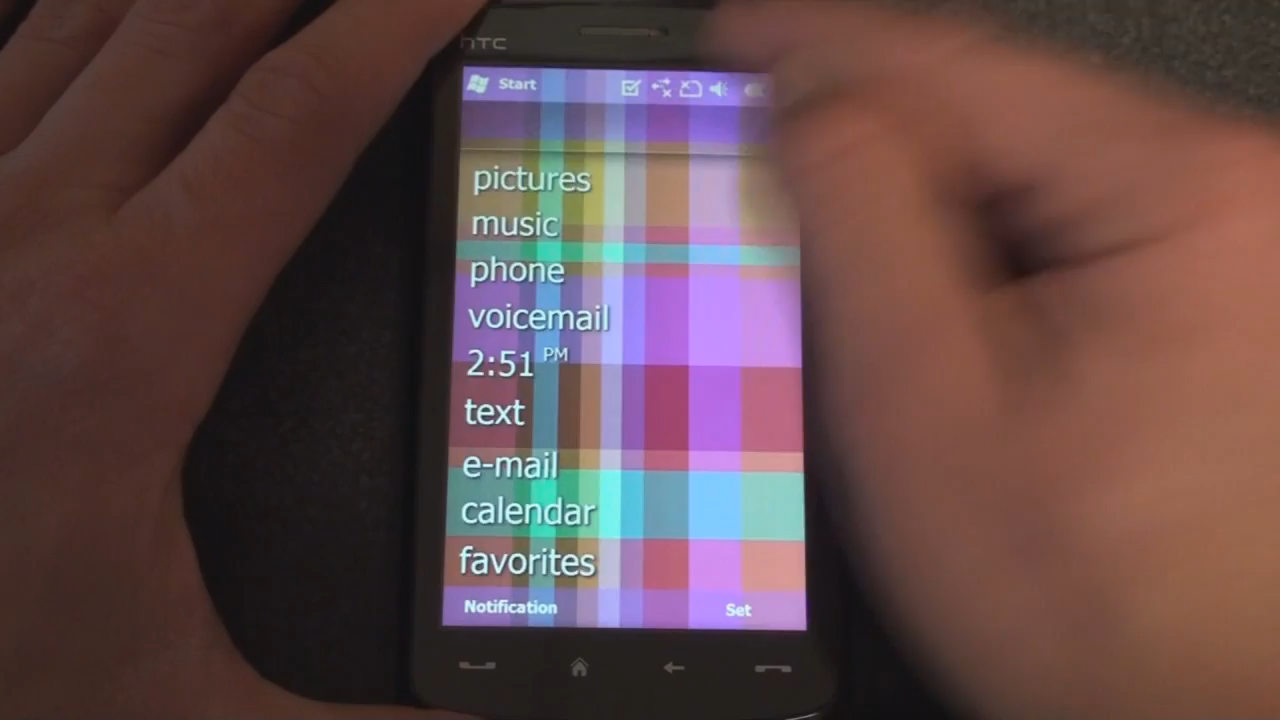 hTC
Start
pictures
music
phone
voicemail
2:51 PM
text
e-mail
calendar
favorites
Notification Set